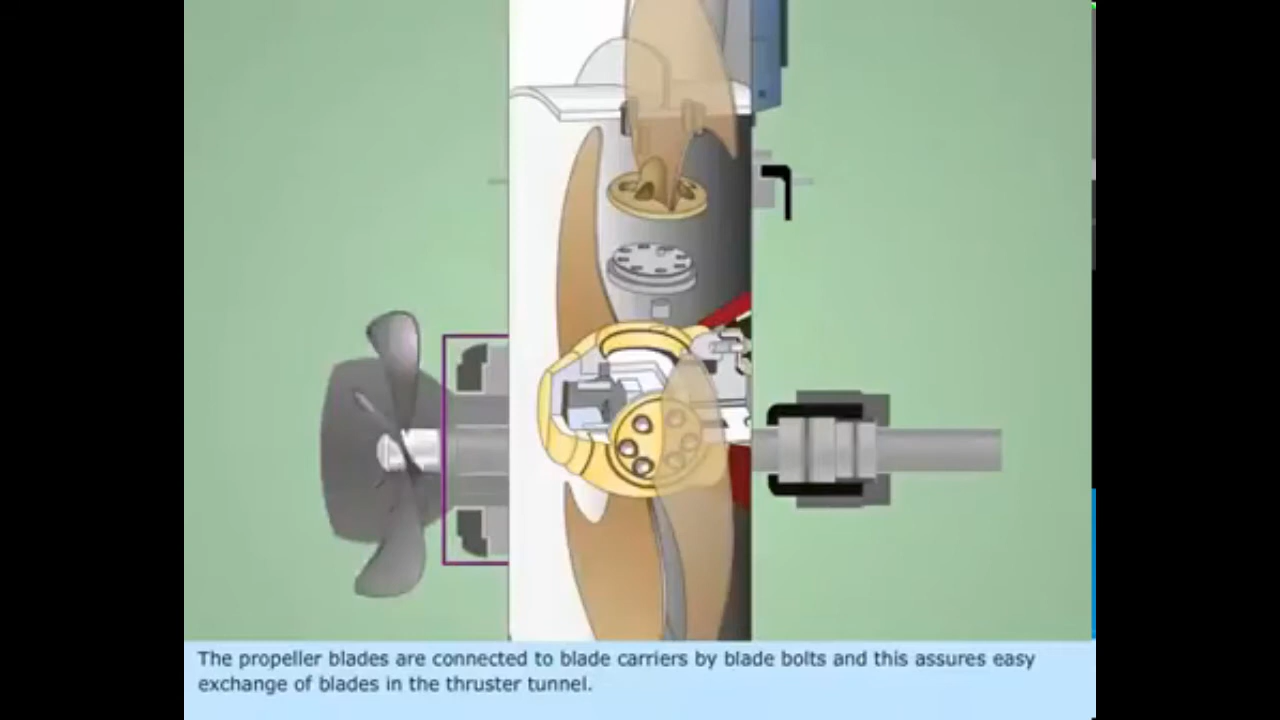 The propeller blades are connected to blade carriers by blade bolts and this assures easy
exchange of blades in the thruster tunnel.